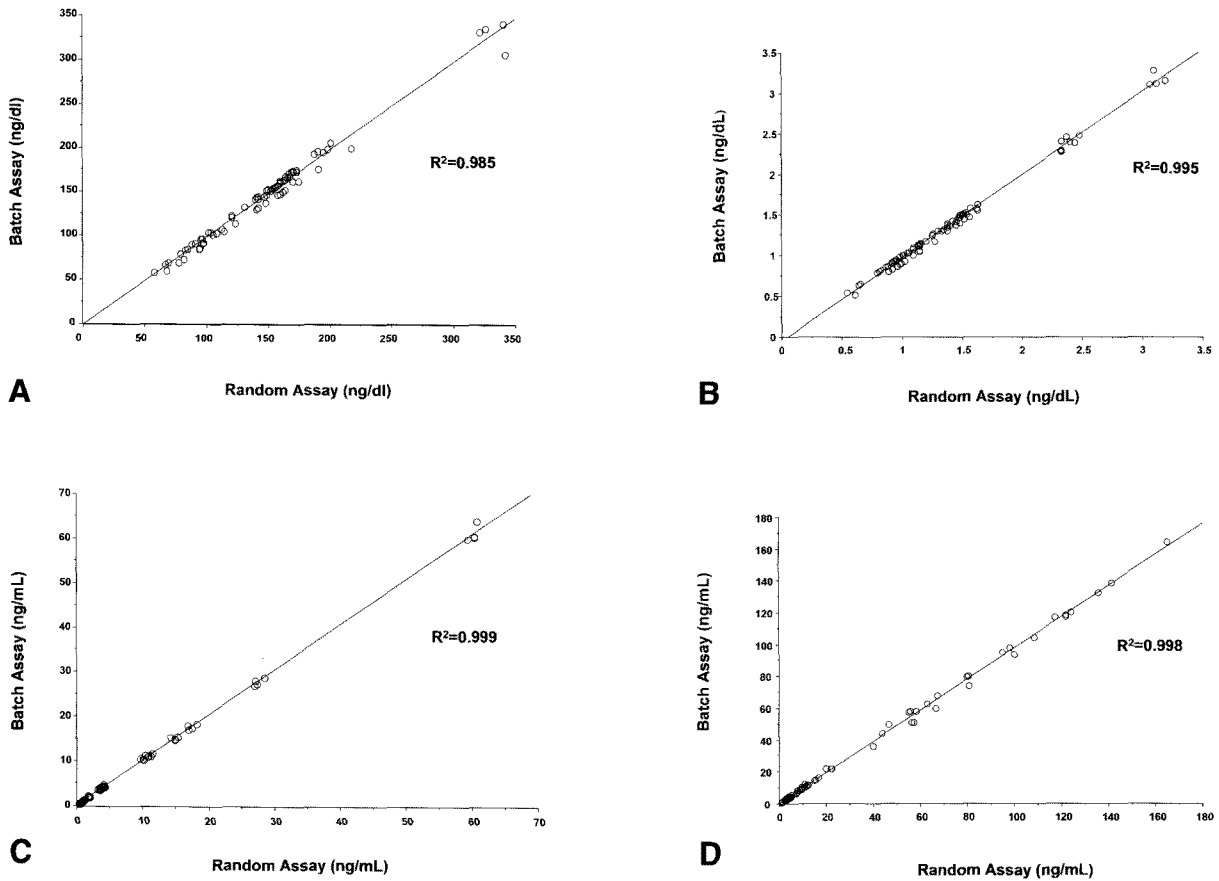 350
300
250
200
150
100
50
0
Batch Assay (ng/dl)
R²=0.985
0 50 100 150 200 250 300 350
Random Assay (ng/dl)
A
3.5
3
2.5
2
1.5
1
0.5
0
Batch Assay (ng/dL)
R²=0.995
0 0.5 1 1.5 2 2.5 3 3.5
Random Assay (ng/dL)
B
70
60
50
40
30
20
10
0
Batch Assay (ng/mL)
R²=0.999
0 10 20 30 40 50 60 70
Random Assay (ng/mL)
C
180
160
140
120
100
80
60
40
20
0
Batch Assay (ng/mL)
R²=0.998
0 20 40 60 80 100 120 140 160 180
Random Assay (ng/mL)
D